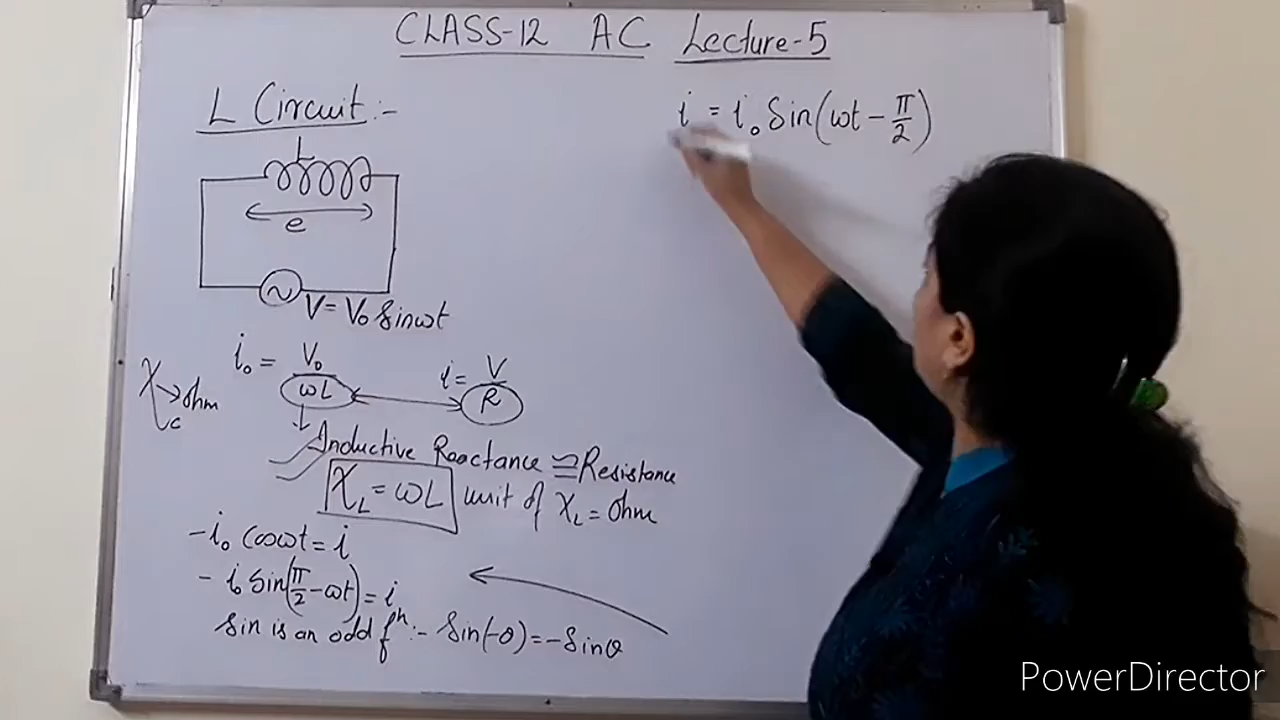 CLASS-12 AC Lecture-5
L Circuit:-
L
e
V = V₀ Sinωt
i₀ = V₀/ωL ↔ i = V/R
X_c → ohm
↓ Inductive Reactance ≅ Resistance
X_L = ωL unit of X_L = Ohm
-i₀ cosωt = i
- i₀ Sin(π/2 - ωt) = i
Sin is an odd fⁿ :- Sin(-θ) = -Sinθ
i = i₀ Sin(ωt - π/2)
PowerDirector